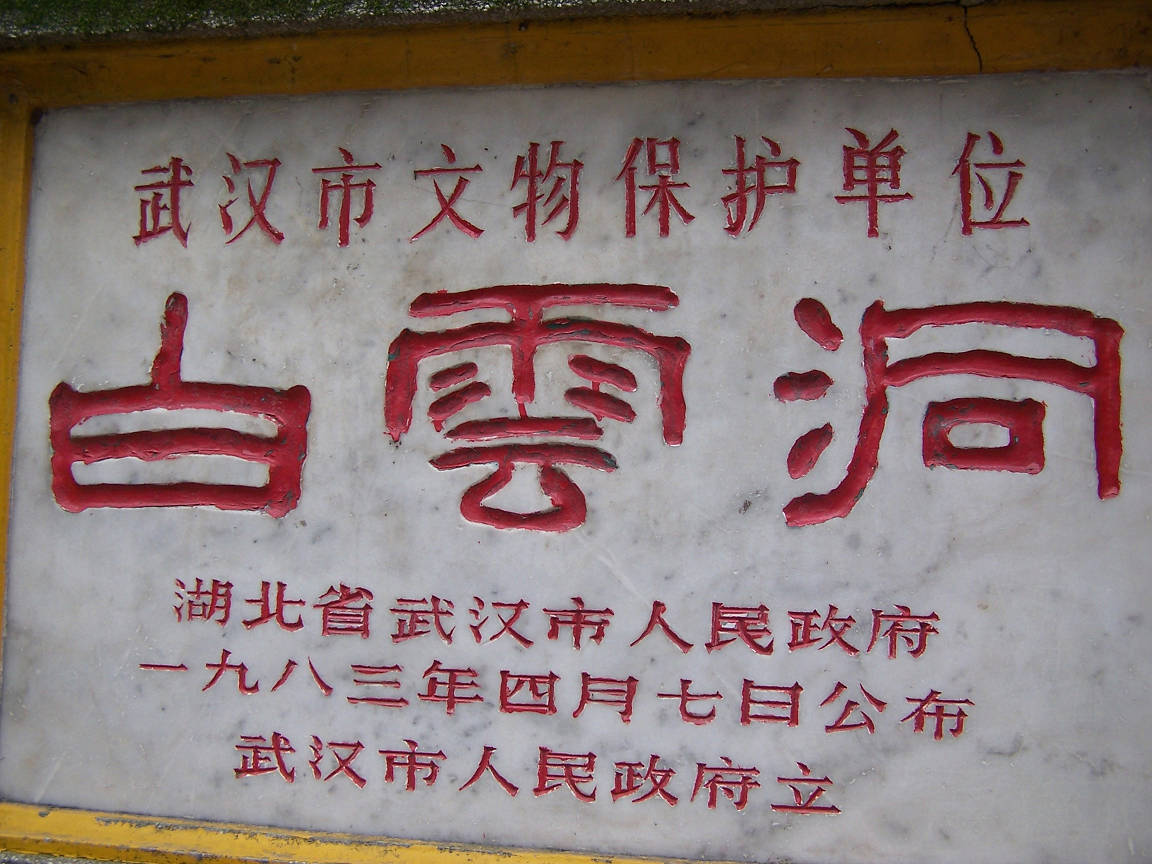 武汉市文物保护单位
白雲洞
湖北省武汉市人民政府
一九八三年四月七日公布
武汉市人民政府立